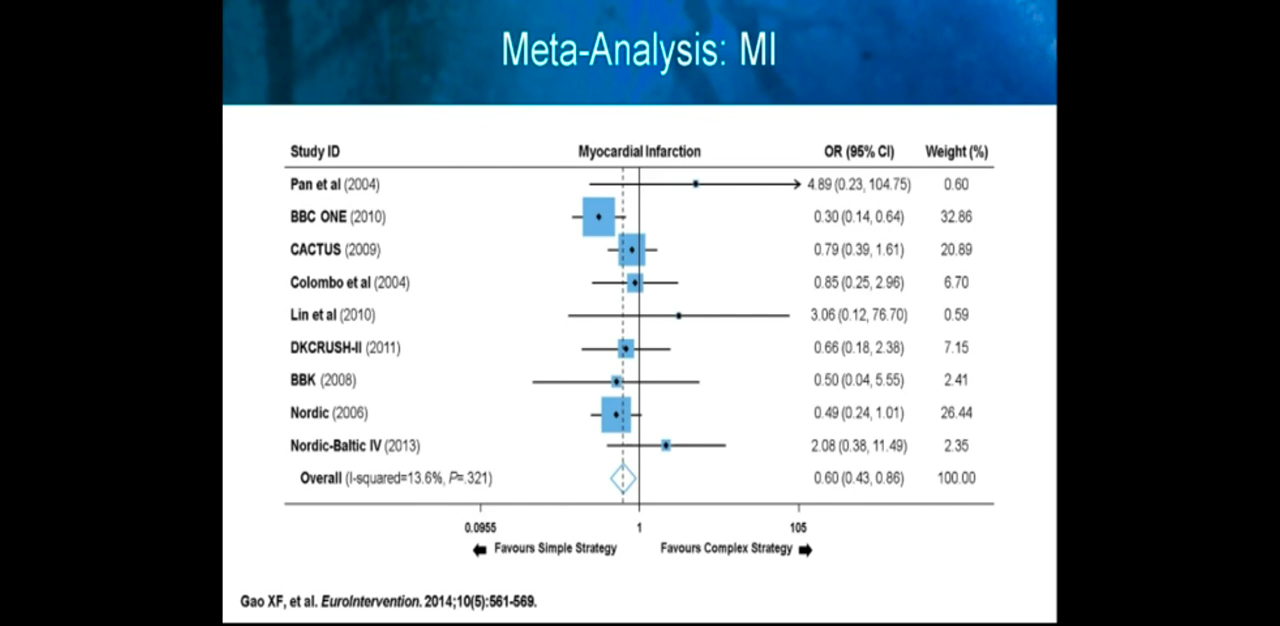 Meta-Analysis: MI
Study ID Myocardial Infarction OR (95% CI) Weight (%)
Pan et al (2004) 4.89 (0.23, 104.75) 0.60
BBC ONE (2010) 0.30 (0.14, 0.64) 32.86
CACTUS (2009) 0.79 (0.39, 1.61) 20.89
Colombo et al (2004) 0.85 (0.25, 2.96) 6.70
Lin et al (2010) 3.06 (0.12, 76.70) 0.59
DKCRUSH-II (2011) 0.66 (0.18, 2.38) 7.15
BBK (2008) 0.50 (0.04, 5.55) 2.41
Nordic (2006) 0.49 (0.24, 1.01) 26.44
Nordic-Baltic IV (2013) 2.08 (0.38, 11.49) 2.35
Overall (I-squared=13.6%, P=.321) 0.60 (0.43, 0.86) 100.00
0.0955 1 105
Favours Simple Strategy Favours Complex Strategy
Gao XF, et al. EuroIntervention. 2014;10(5):561-569.